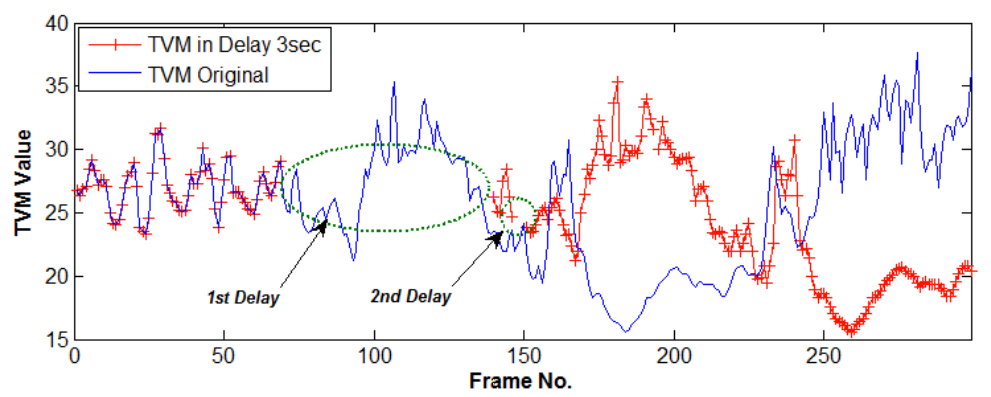 40
35
30
25
20
15
TVM Value
TVM in Delay 3sec
TVM Original
1st Delay
2nd Delay
0
50
100
150
200
250
Frame No.